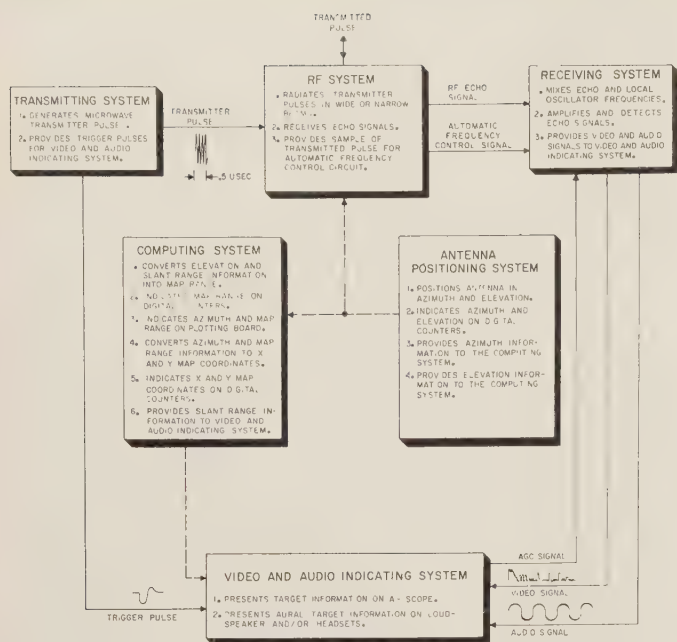 TRANSMITTED
PULSE
TRANSMITTING SYSTEM
1. GENERATES MICROWAVE
TRANSMITTER PULSE.
2. PROVIDES TRIGGER PULSES
FOR VIDEO AND AUDIO
INDICATING SYSTEM.
TRANSMITTER
PULSE
.5 USEC
RF SYSTEM
RADIATES TRANSMITTER
PULSES IN WIDE OR NARROW
BEAMS.
2. RECEIVES ECHO SIGNALS.
3. PROVIDES SAMPLE OF
TRANSMITTED PULSE FOR
AUTOMATIC FREQUENCY
CONTROL CIRCUIT.
RF ECHO
SIGNAL
AUTOMATIC
FREQUENCY
CONTROL SIGNAL
RECEIVING SYSTEM
MIXES ECHO AND LOCAL
OSCILLATOR FREQUENCIES.
2. AMPLIFIES AND DETECTS
ECHO SIGNALS.
3. PROVIDES VIDEO AND AUDIO
SIGNALS TO VIDEO AND AUDIO
INDICATING SYSTEM.
COMPUTING SYSTEM
CONVERTS ELEVATION AND
SLANT RANGE INFORMATION
INTO MAP RANGE.
2. INDICATES MAP RANGE ON
DIGITAL COUNTERS.
3. INDICATES AZIMUTH AND MAP
RANGE ON PLOTTING BOARD.
4. CONVERTS AZIMUTH AND MAP
RANGE INFORMATION TO X
AND Y MAP COORDINATES.
5. INDICATES X AND Y MAP
COORDINATES ON DIGITAL
COUNTERS.
6. PROVIDES SLANT RANGE IN-
FORMATION TO VIDEO AND
AUDIO INDICATING SYSTEM.
ANTENNA
POSITIONING SYSTEM
1. POSITIONS ANTENNA IN
AZIMUTH AND ELEVATION.
2. INDICATES AZIMUTH AND
ELEVATION ON DIGITAL
COUNTERS.
3. PROVIDES AZIMUTH INFOR-
MATION TO THE COMPUTING
SYSTEM.
4. PROVIDES ELEVATION INFOR-
MATION TO THE COMPUTING
SYSTEM.
TRIGGER PULSE
VIDEO AND AUDIO INDICATING SYSTEM
1. PRESENTS TARGET INFORMATION ON A- SCOPE.
2. PRESENTS AURAL TARGET INFORMATION ON LOUD-
SPEAKER AND/OR HEADSETS.
AGC SIGNAL
VIDEO SIGNAL
AUDIO SIGNAL